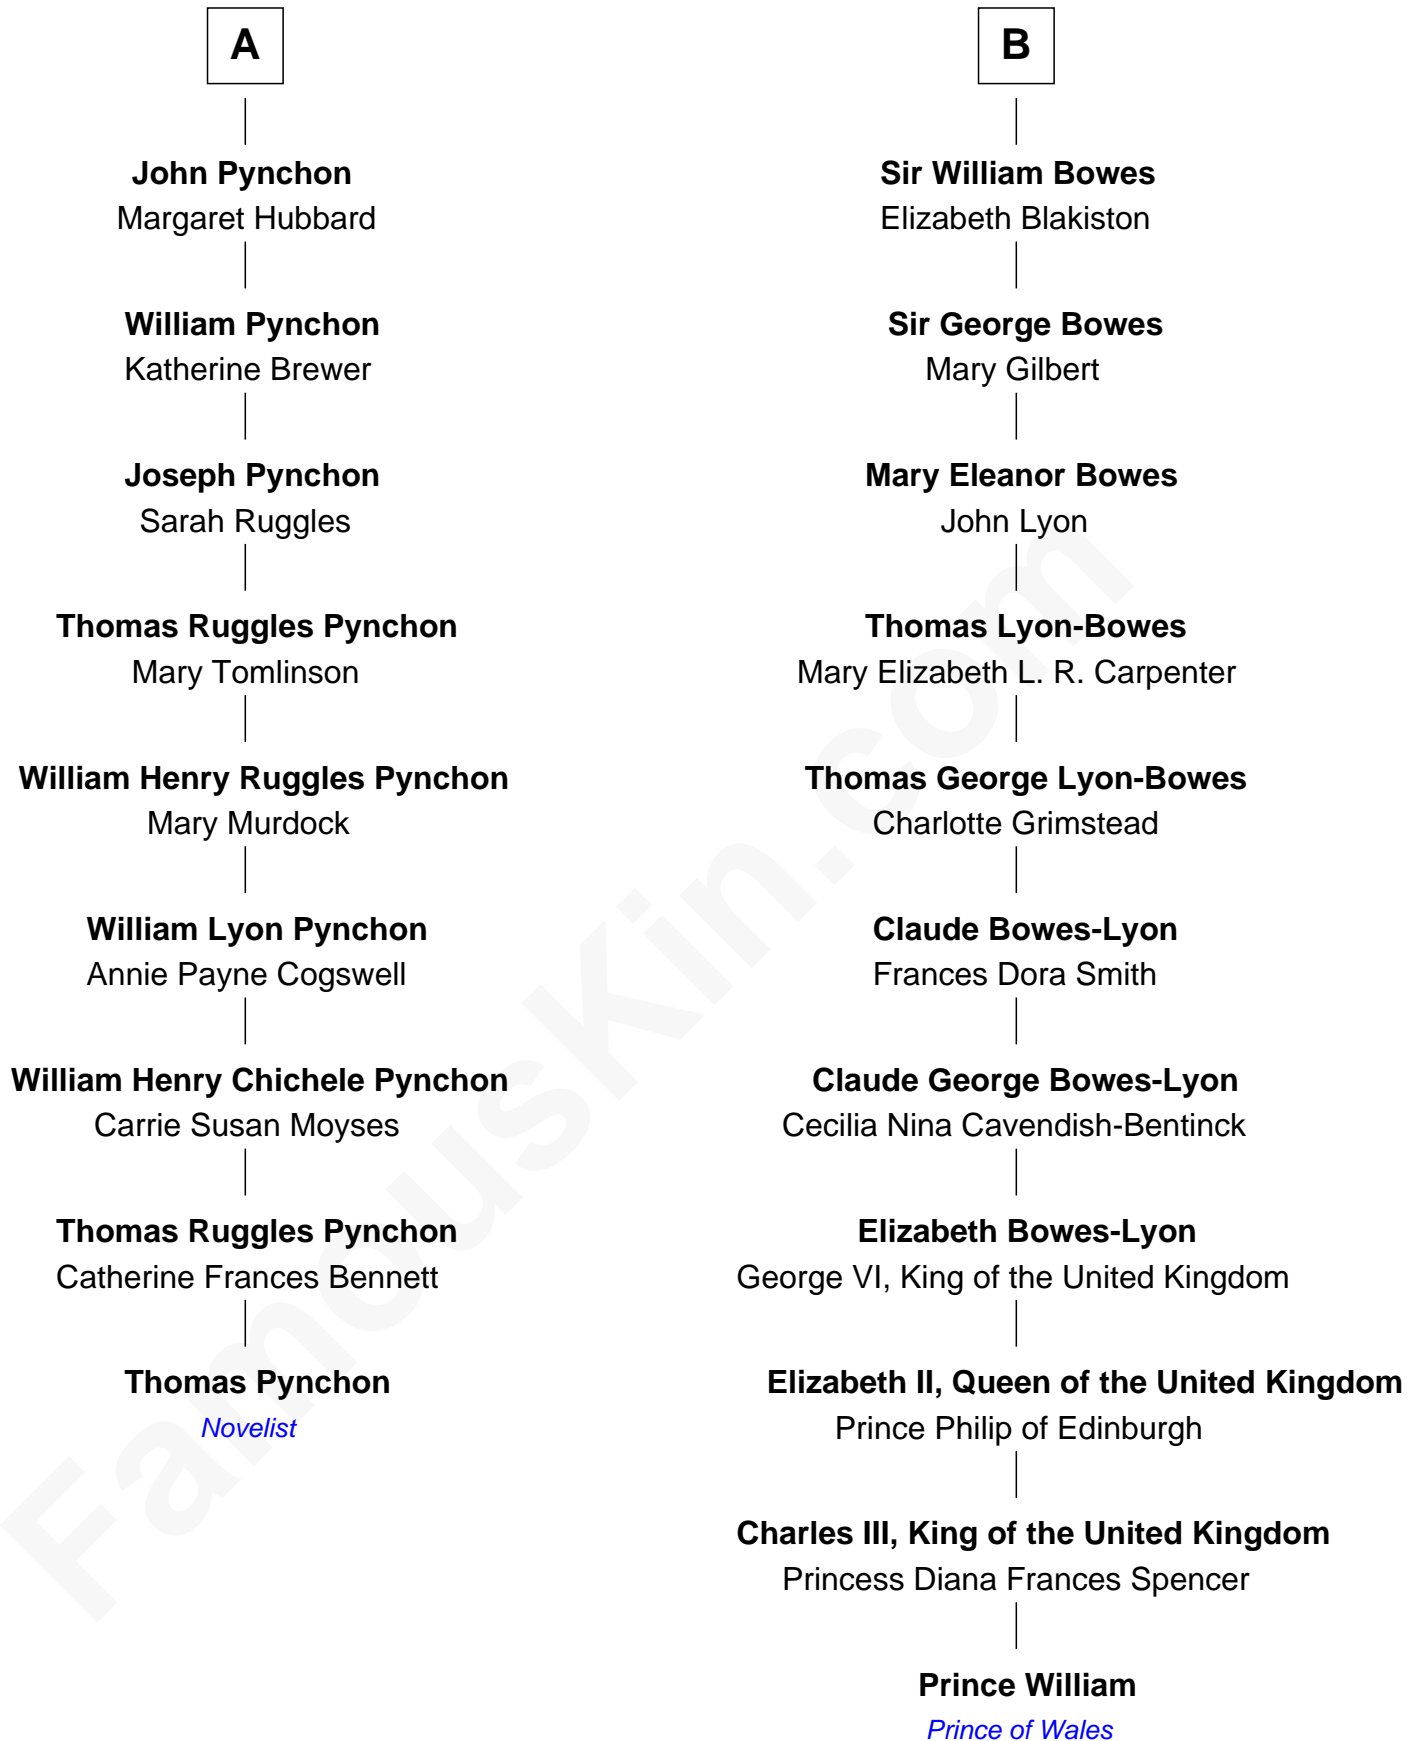 A
John Pynchon
Margaret Hubbard
William Pynchon
Katherine Brewer
Joseph Pynchon
Sarah Ruggles
Thomas Ruggles Pynchon
Mary Tomlinson
William Henry Ruggles Pynchon
Mary Murdock
William Lyon Pynchon
Annie Payne Cogswell
William Henry Chichele Pynchon
Carrie Susan Moyses
Thomas Ruggles Pynchon
Catherine Frances Bennett
Thomas Pynchon
Novelist
B
Sir William Bowes
Elizabeth Blakiston
Sir George Bowes
Mary Gilbert
Mary Eleanor Bowes
John Lyon
Thomas Lyon-Bowes
Mary Elizabeth L. R. Carpenter
Thomas George Lyon-Bowes
Charlotte Grimstead
Claude Bowes-Lyon
Frances Dora Smith
Claude George Bowes-Lyon
Cecilia Nina Cavendish-Bentinck
Elizabeth Bowes-Lyon
George VI, King of the United Kingdom
Elizabeth II, Queen of the United Kingdom
Prince Philip of Edinburgh
Charles III, King of the United Kingdom
Princess Diana Frances Spencer
Prince William
Prince of Wales
FamousKin.com